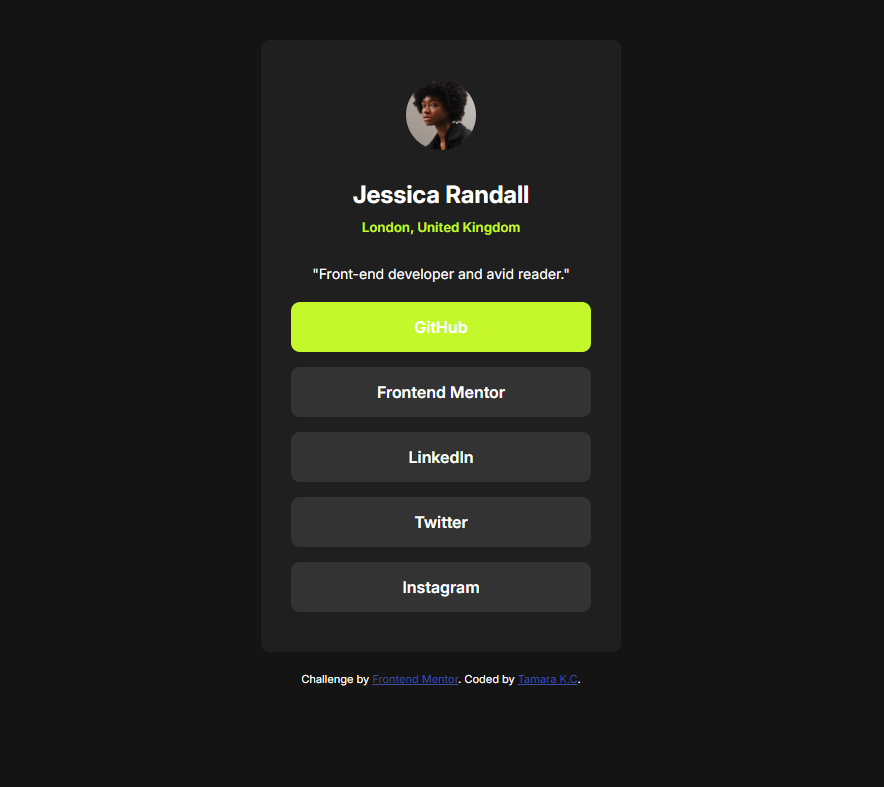 Jessica Randall
London, United Kingdom
"Front-end developer and avid reader."
GitHub
Frontend Mentor
LinkedIn
Twitter
Instagram
Challenge by Frontend Mentor. Coded by Tamara K.C.